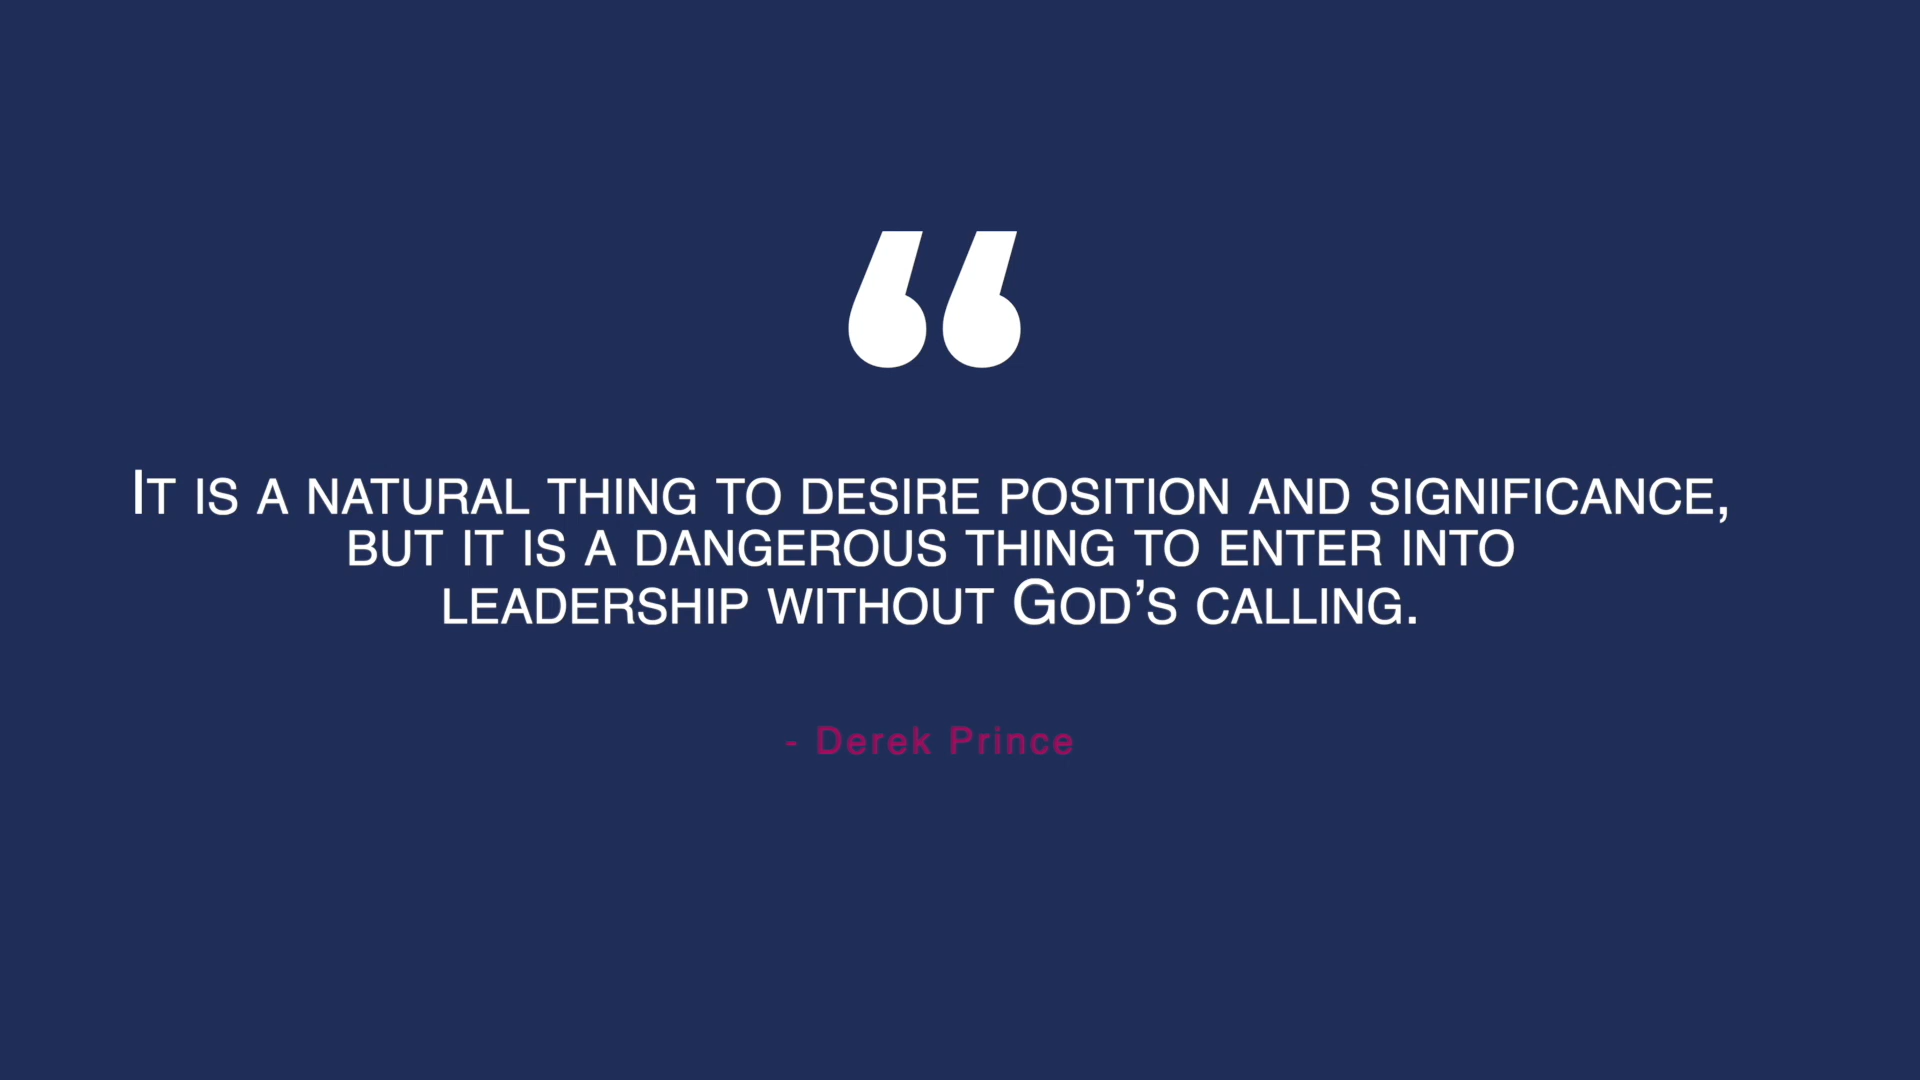 “
It is a natural thing to desire position and significance,
but it is a dangerous thing to enter into
leadership without God’s calling.
- Derek Prince